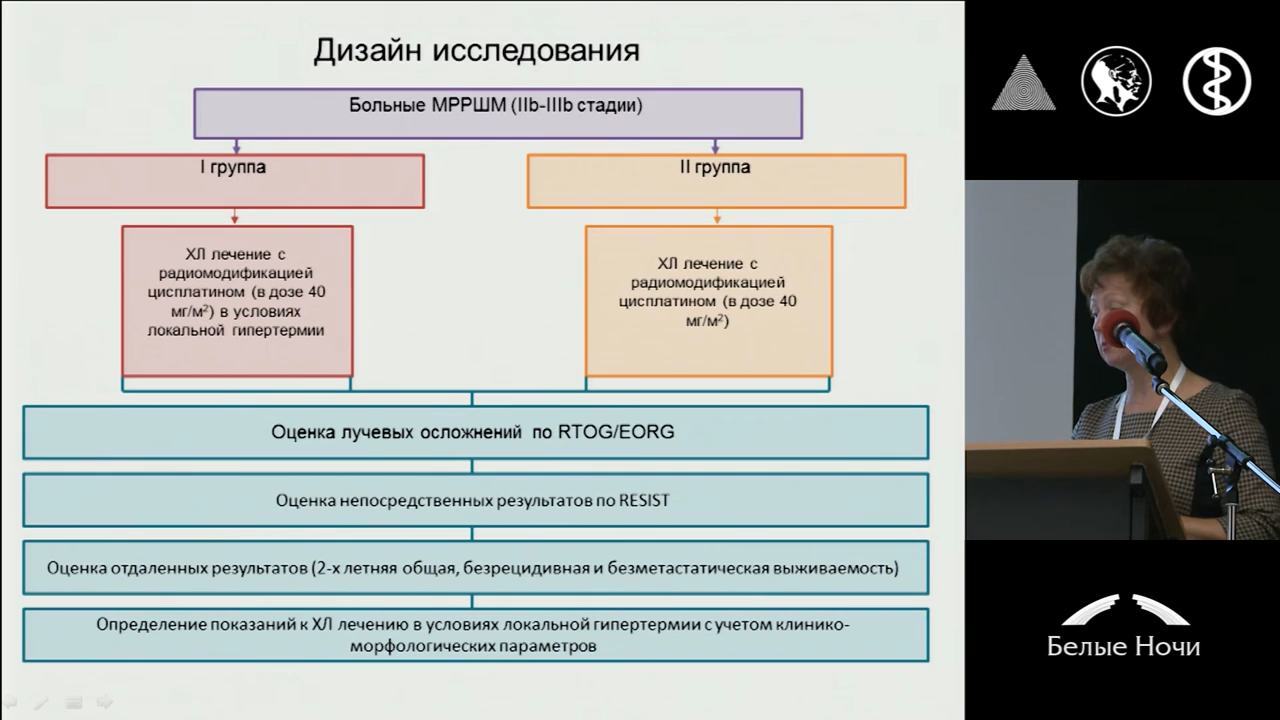 Дизайн исследования
Больные МРРШМ (IIb-IIIb стадии)
I группа
II группа
ХЛ лечение с
радиомодификацией
цисплатином (в дозе 40
мг/м²) в условиях
локальной гипертермии
ХЛ лечение с
радиомодификацией
цисплатином (в дозе 40
мг/м²)
Оценка лучевых осложнений по RTOG/EORG
Оценка непосредственных результатов по RESIST
Оценка отдаленных результатов (2-х летняя общая, безрецидивная и безметастатическая выживаемость)
Определение показаний к ХЛ лечению в условиях локальной гипертермии с учетом клинико-
морфологических параметров
Белые Ночи